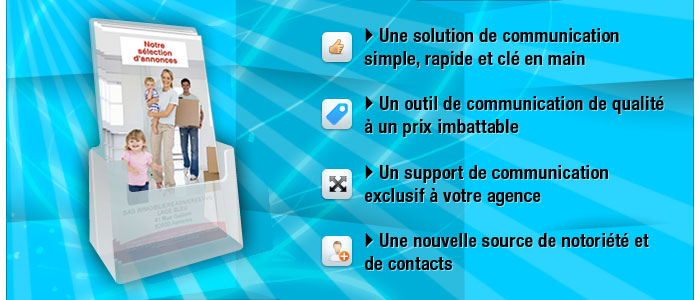 Notre
sélection
d'annonces
Une solution de communication
simple, rapide et clé en main
Un outil de communication de qualité
à un prix imbattable
Un support de communication
exclusif à votre agence
Une nouvelle source de notoriété et
de contacts